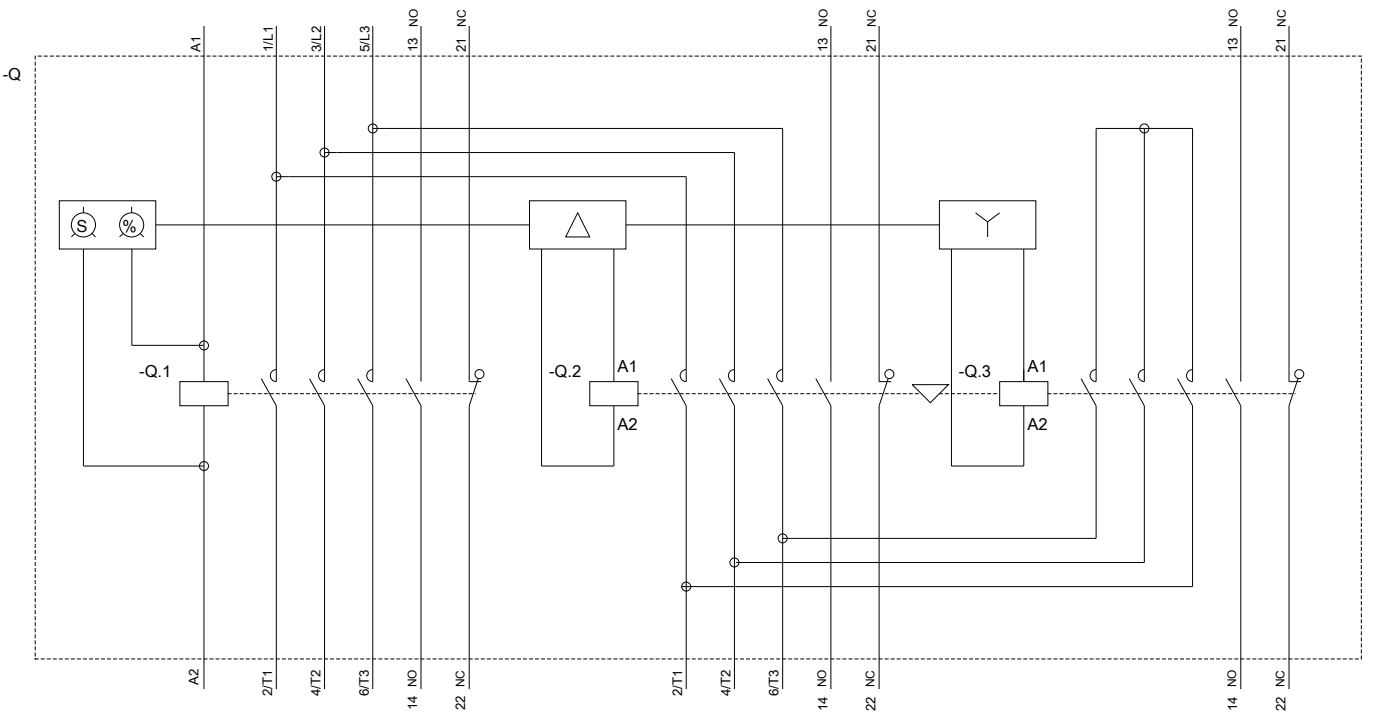 A1
1/L1
3/L2
5/L3
13 NO
21 NC
13 NO
21 NC
13 NO
21 NC
-Q
S
%
-Q.1
-Q.2
A1
A2
-Q.3
A1
A2
A2
2/T1
4/T2
6/T3
14 NO
22 NC
2/T1
4/T2
6/T3
14 NO
22 NC
14 NO
22 NC